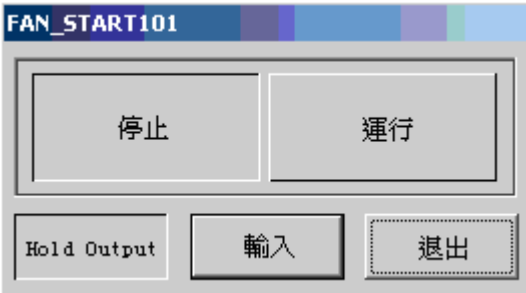 FAN_START101
停止
運行
Hold Output
輸入
退出